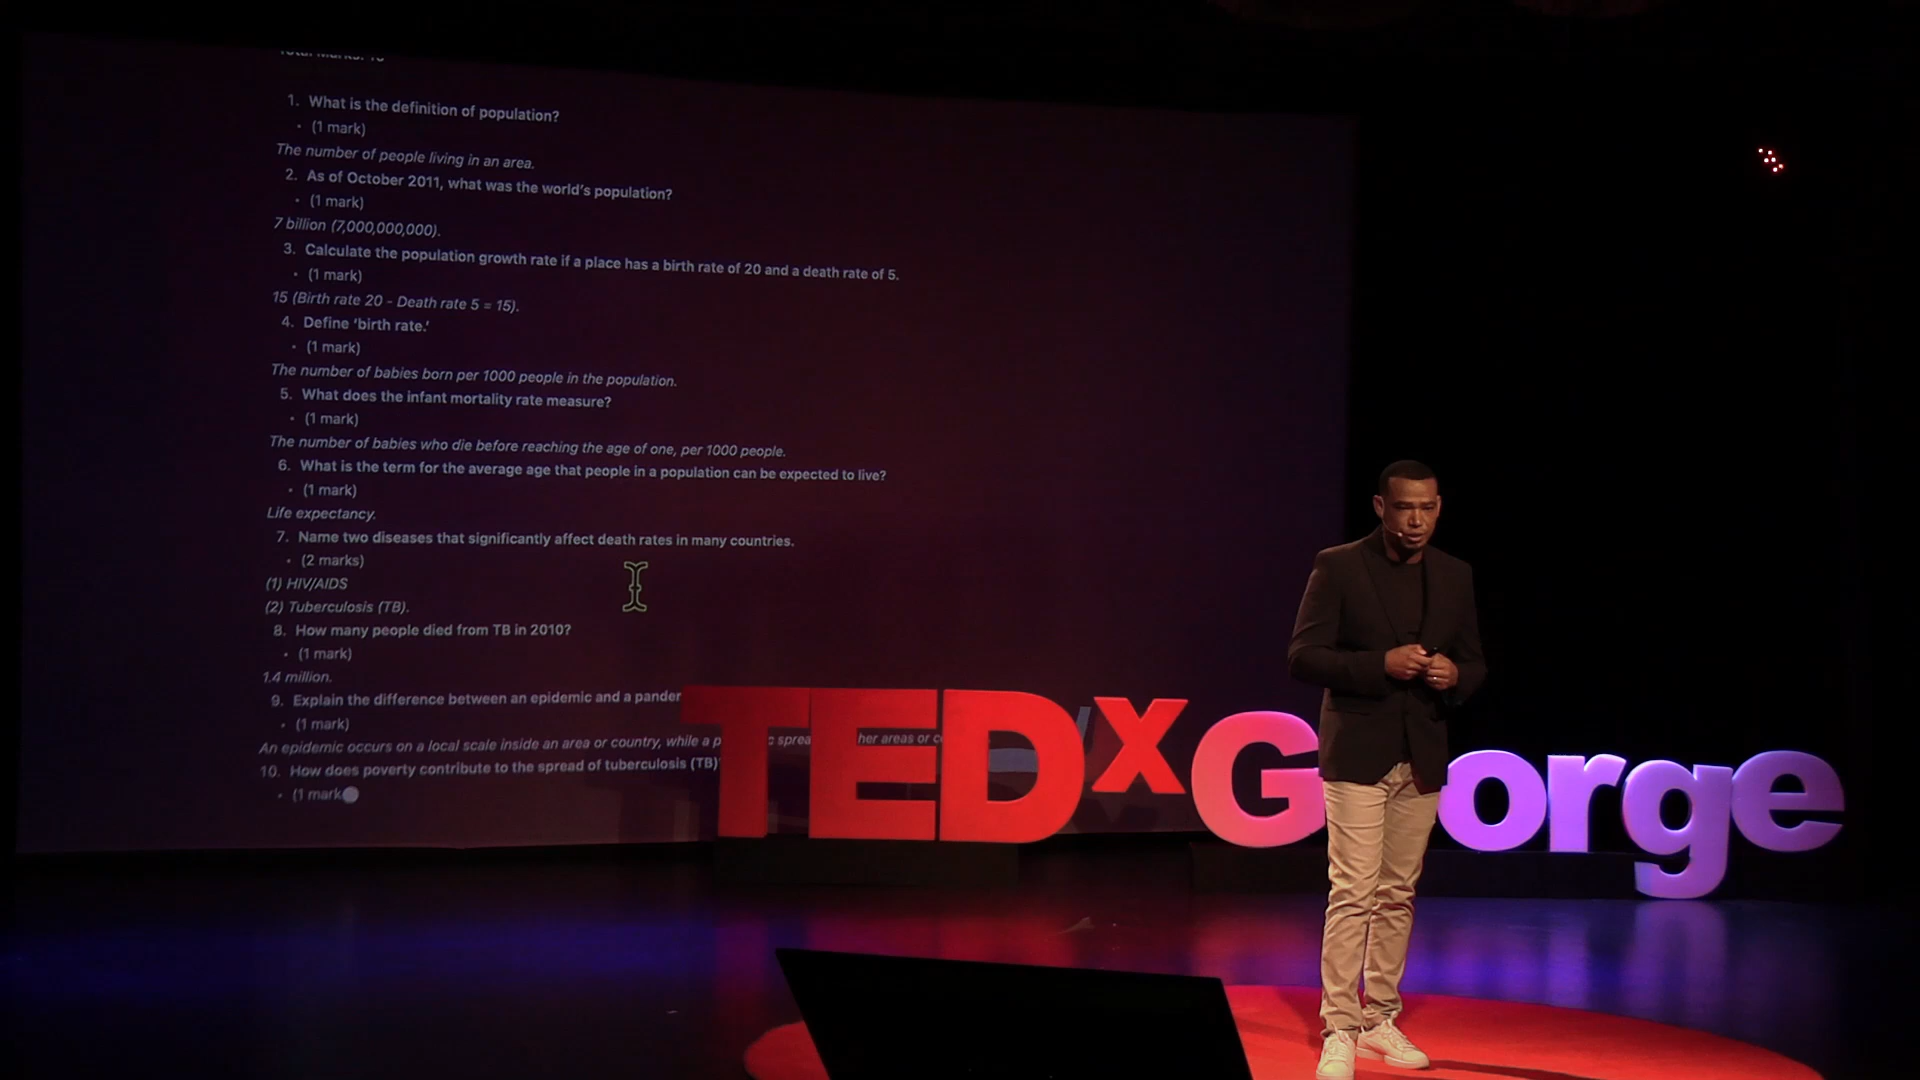 1. What is the definition of population?
• (1 mark)
The number of people living in an area.
2. As of October 2011, what was the world's population?
• (1 mark)
7 billion (7,000,000,000).
3. Calculate the population growth rate if a place has a birth rate of 20 and a death rate of 5.
• (1 mark)
15 (Birth rate 20 - Death rate 5 = 15).
4. Define 'birth rate.'
• (1 mark)
The number of babies born per 1000 people in the population.
5. What does the infant mortality rate measure?
• (1 mark)
The number of babies who die before reaching the age of one, per 1000 people.
6. What is the term for the average age that people in a population can be expected to live?
• (1 mark)
Life expectancy.
7. Name two diseases that significantly affect death rates in many countries.
• (2 marks)
(1) HIV/AIDS
(2) Tuberculosis (TB).
8. How many people died from TB in 2010?
• (1 mark)
1.4 million.
9. Explain the difference between an epidemic and a
• (1 mark)
An epidemic occurs on a local scale inside an area or country, while a areas or
10. How does poverty contribute to the spread of tuberculosis (TB)
• (1 mark
TEDxGeorge